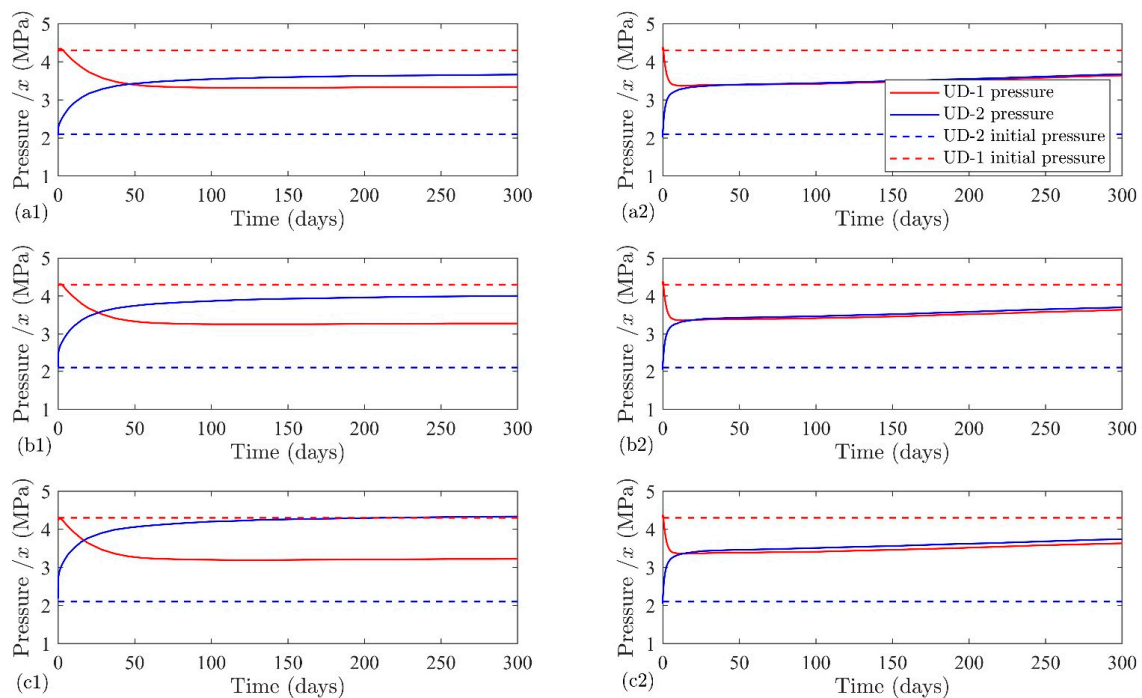 Pressure /x (MPa)
5
4
3
2
1
0 50 100 150 200 250 300
Time (days)
(a1)
Pressure /x (MPa)
5
4
3
2
1
0 50 100 150 200 250 300
Time (days)
(a2)
UD-1 pressure
UD-2 pressure
UD-2 initial pressure
UD-1 initial pressure
Pressure /x (MPa)
5
4
3
2
1
0 50 100 150 200 250 300
Time (days)
(b1)
Pressure /x (MPa)
5
4
3
2
1
0 50 100 150 200 250 300
Time (days)
(b2)
Pressure /x (MPa)
5
4
3
2
1
0 50 100 150 200 250 300
Time (days)
(c1)
Pressure /x (MPa)
5
4
3
2
1
0 50 100 150 200 250 300
Time (days)
(c2)